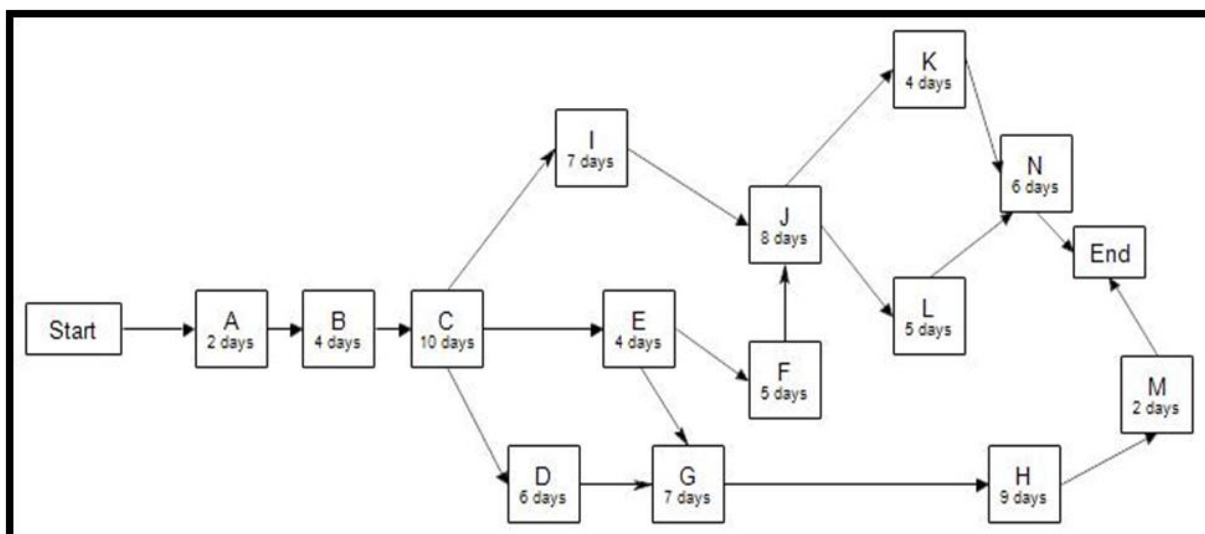 K
4 days
I
7 days
N
6 days
J
8 days
End
Start
A
2 days
B
4 days
C
10 days
E
4 days
L
5 days
F
5 days
M
2 days
D
6 days
G
7 days
H
9 days